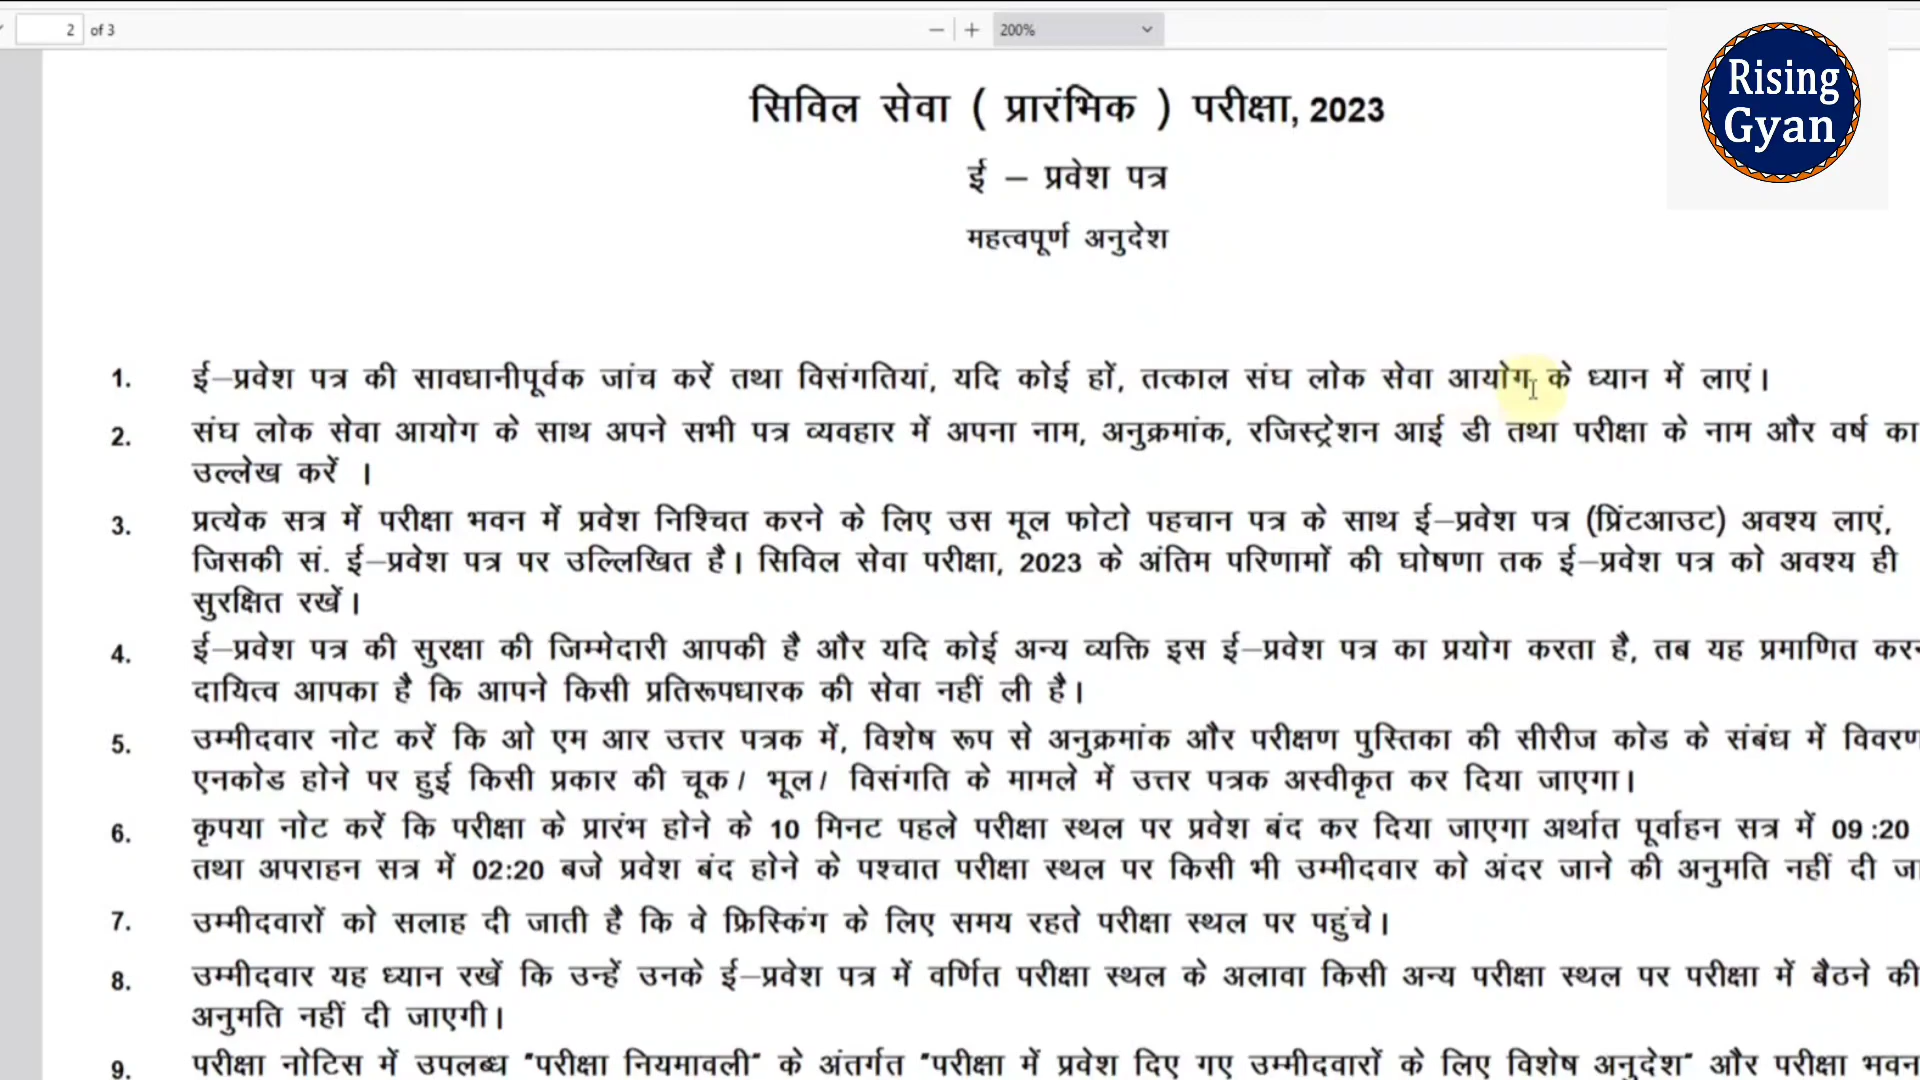 2 of 3
200%
Rising
Gyan
सिविल सेवा ( प्रारंभिक ) परीक्षा, 2023
ई – प्रवेश पत्र
महत्वपूर्ण अनुदेश
1. ई–प्रवेश पत्र की सावधानीपूर्वक जांच करें तथा विसंगतियां, यदि कोई हों, तत्काल संघ लोक सेवा आयोग के ध्यान में लाएं।
2. संघ लोक सेवा आयोग के साथ अपने सभी पत्र व्यवहार में अपना नाम, अनुक्रमांक, रजिस्ट्रेशन आई डी तथा परीक्षा के नाम और वर्ष का
उल्लेख करें ।
3. प्रत्येक सत्र में परीक्षा भवन में प्रवेश निश्चित करने के लिए उस मूल फोटो पहचान पत्र के साथ ई–प्रवेश पत्र (प्रिंटआउट) अवश्य लाएं,
जिसकी सं. ई–प्रवेश पत्र पर उल्लिखित है। सिविल सेवा परीक्षा, 2023 के अंतिम परिणामों की घोषणा तक ई–प्रवेश पत्र को अवश्य ही
सुरक्षित रखें।
4. ई–प्रवेश पत्र की सुरक्षा की जिम्मेदारी आपकी है और यदि कोई अन्य व्यक्ति इस ई–प्रवेश पत्र का प्रयोग करता है, तब यह प्रमाणित
दायित्व आपका है कि आपने किसी प्रतिरूपधारक की सेवा नहीं ली है।
5. उम्मीदवार नोट करें कि ओ एम आर उत्तर पत्रक में, विशेष रूप से अनुक्रमांक और परीक्षण पुस्तिका की सीरीज कोड के संबंध में विवरण
एनकोड होने पर हुई किसी प्रकार की चूक/ भूल/ विसंगति के मामले में उत्तर पत्रक अस्वीकृत कर दिया जाएगा।
6. कृपया नोट करें कि परीक्षा के प्रारंभ होने के 10 मिनट पहले परीक्षा स्थल पर प्रवेश बंद कर दिया जाएगा अर्थात पूर्वाहन सत्र में 09 :20
तथा अपराहन सत्र में 02:20 बजे प्रवेश बंद होने के पश्चात परीक्षा स्थल पर किसी भी उम्मीदवार को अंदर जाने की अनुमति नहीं दी
7. उम्मीदवारों को सलाह दी जाती है कि वे फ्रिस्किंग के लिए समय रहते परीक्षा स्थल पर पहुंचे।
8. उम्मीदवार यह ध्यान रखें कि उन्हें उनके ई–प्रवेश पत्र में वर्णित परीक्षा स्थल के अलावा किसी अन्य परीक्षा स्थल पर परीक्षा में बैठने की
अनुमति नहीं दी जाएगी।
9. परीक्षा नोटिस में उपलब्ध "परीक्षा नियमावली" के अंतर्गत "परीक्षा में प्रवेश दिए गए उम्मीदवारों के लिए विशेष अनुदेश" और परीक्षा भवन